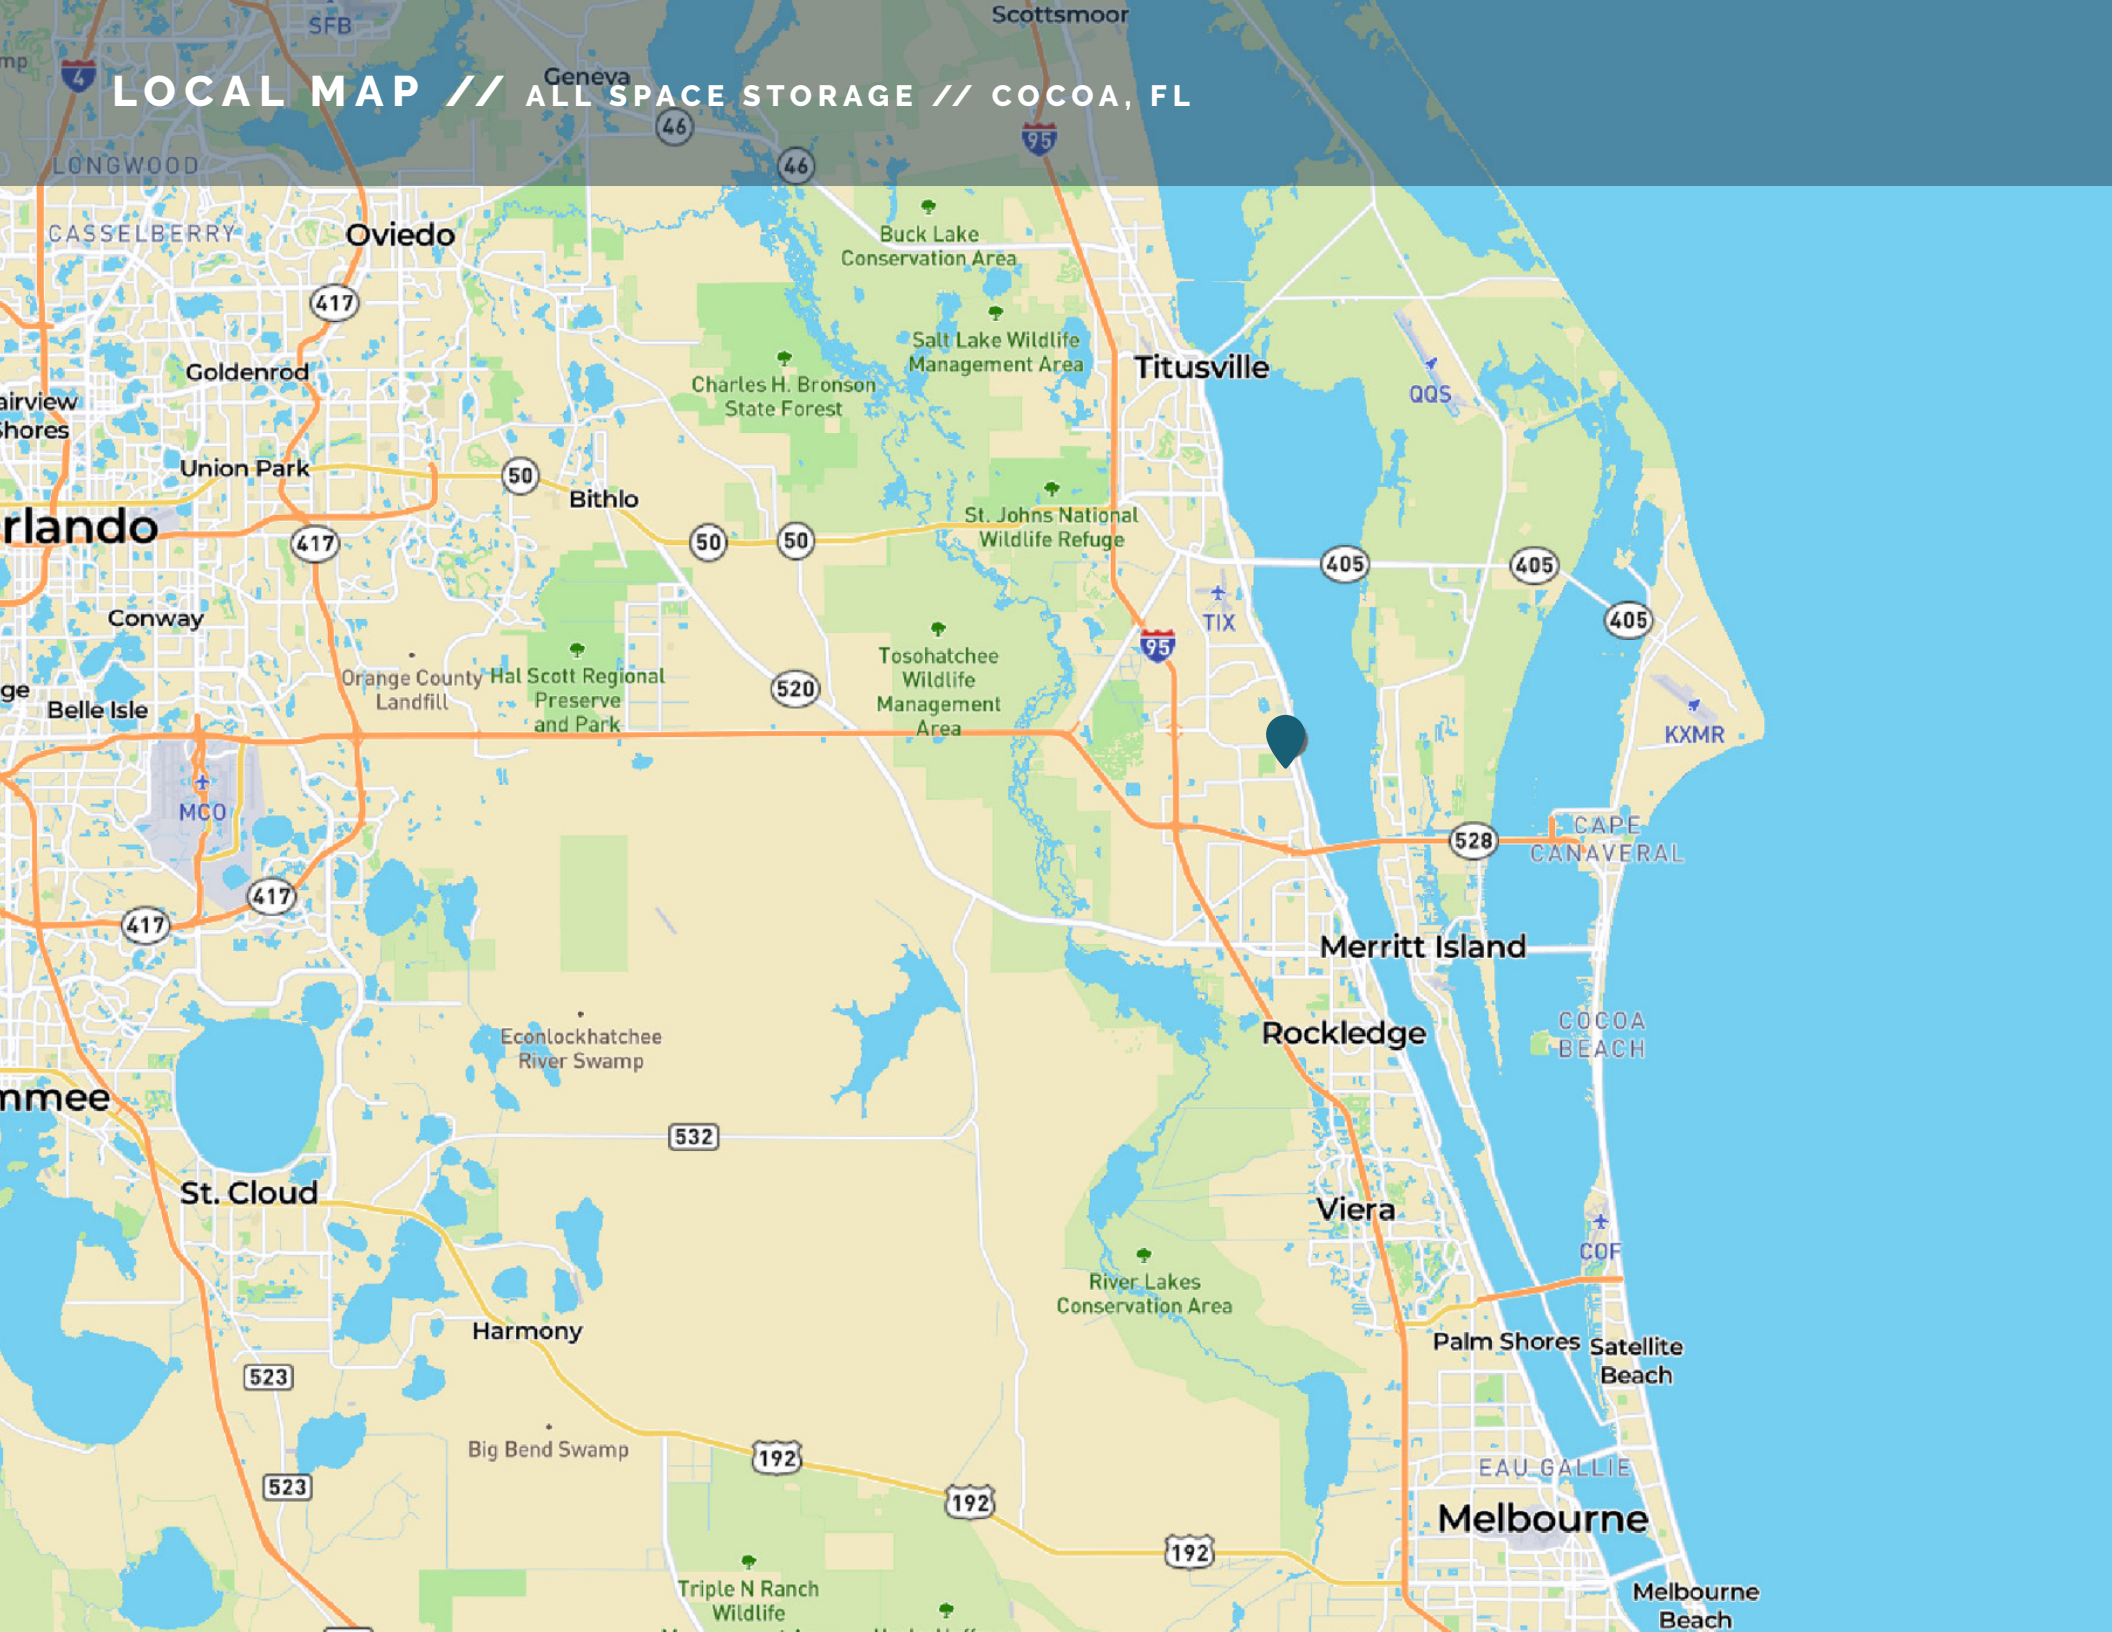 Scottsmoor
SFB
4
Geneva
LOCAL MAP // ALL SPACE STORAGE // COCOA, FL
46
95
46
LONGWOOD
Buck Lake
Conservation Area
CASSELBERRY
Oviedo
417
Salt Lake Wildlife
Management Area
Titusville
Goldenrod
Charles H. Bronson
State Forest
QQS
airview
Shores
Union Park
50
Bithlo
St. Johns National
Wildlife Refuge
rlando
417
50
50
405
405
Conway
TIX
405
95
Orange County
Landfill
Hal Scott Regional
Preserve
and Park
Tosohatchee
Wildlife
Management
Area
520
ge
Belle Isle
KXMR
MCO
528
CAPE
CANAVERAL
417
417
Merritt Island
Econlockhatchee
River Swamp
Rockledge
COCOA
BEACH
mmee
532
St. Cloud
Viera
COF
River Lakes
Conservation Area
Harmony
Palm Shores
Satellite
Beach
523
Big Bend Swamp
192
EAU GALLIE
523
192
Melbourne
192
Triple N Ranch
Wildlife
Melbourne
Beach